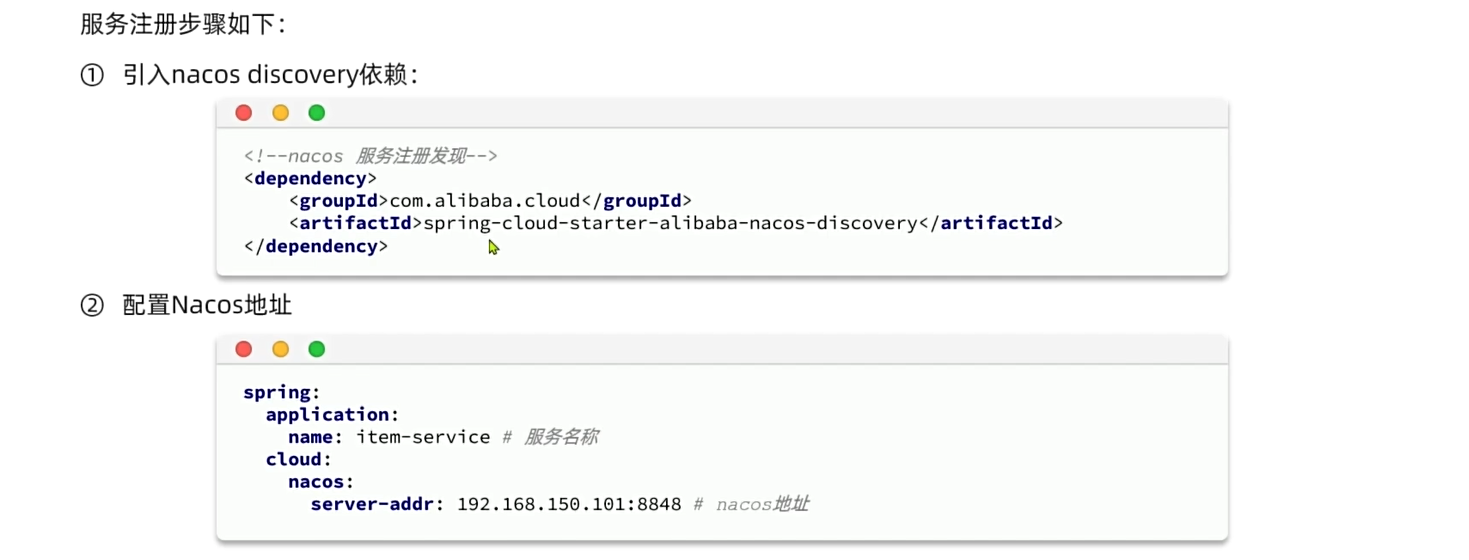 服务注册步骤如下：
① 引入nacos discovery依赖：
<!--nacos 服务注册发现-->
<dependency>
    <groupId>com.alibaba.cloud</groupId>
    <artifactId>spring-cloud-starter-alibaba-nacos-discovery</artifactId>
</dependency>
② 配置Nacos地址
spring:
  application:
    name: item-service # 服务名称
  cloud:
    nacos:
      server-addr: 192.168.150.101:8848 # nacos地址